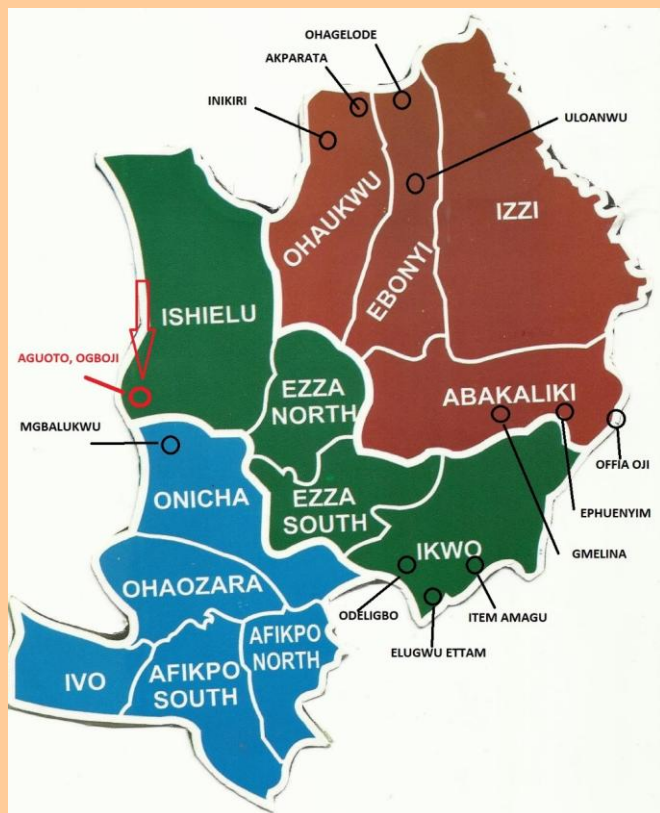 OHAGELODE
AKPARATA
INIKIRI
ULOANWU
OHAUKWU
EBONYI
IZZI
ISHIELU
AGUOTO, OGBOJI
EZZA
NORTH
ABAKALIKI
MGBALUKWU
OFFIA OJI
ONICHA
EZZA
SOUTH
EPHUENYIM
IKWO
GMELINA
OHAOZARA
ODELIGBO
ITEM AMAGU
AFIKPO
NORTH
ELUGWU ETTAM
IVO
AFIKPO
SOUTH